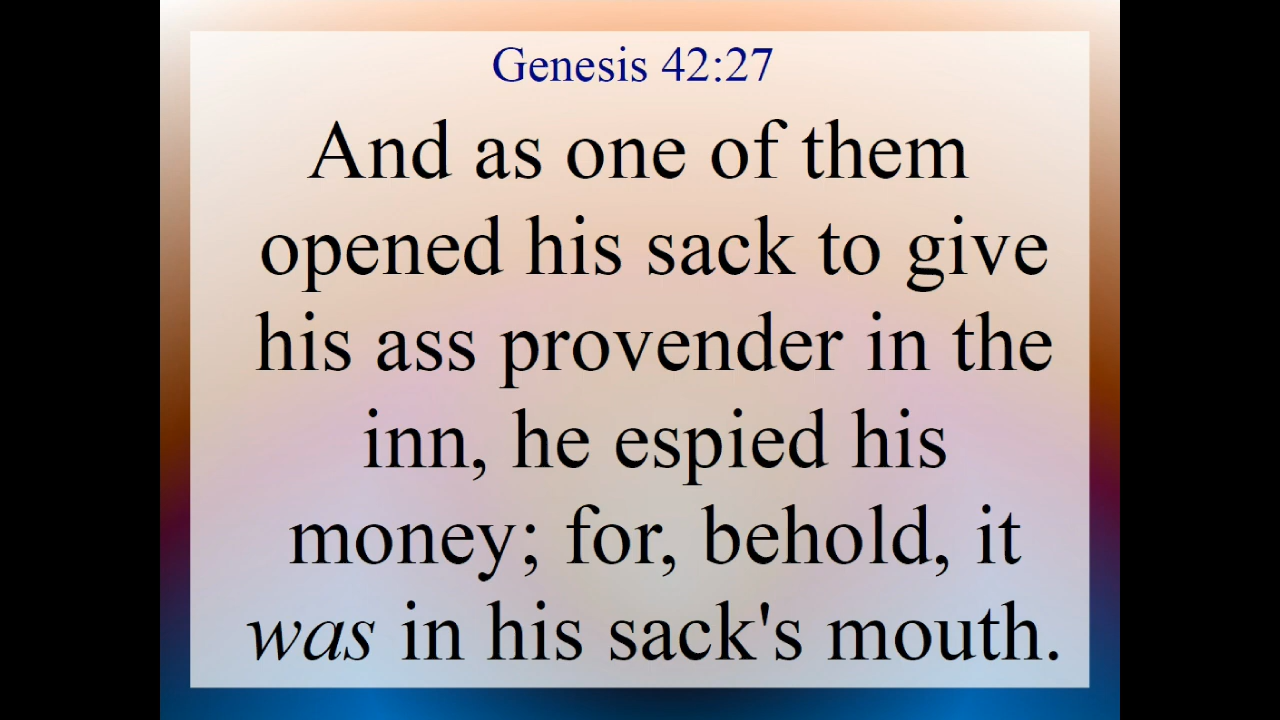 Genesis 42:27
And as one of them
opened his sack to give
his ass provender in the
inn, he espied his
money; for, behold, it
was in his sack's mouth.